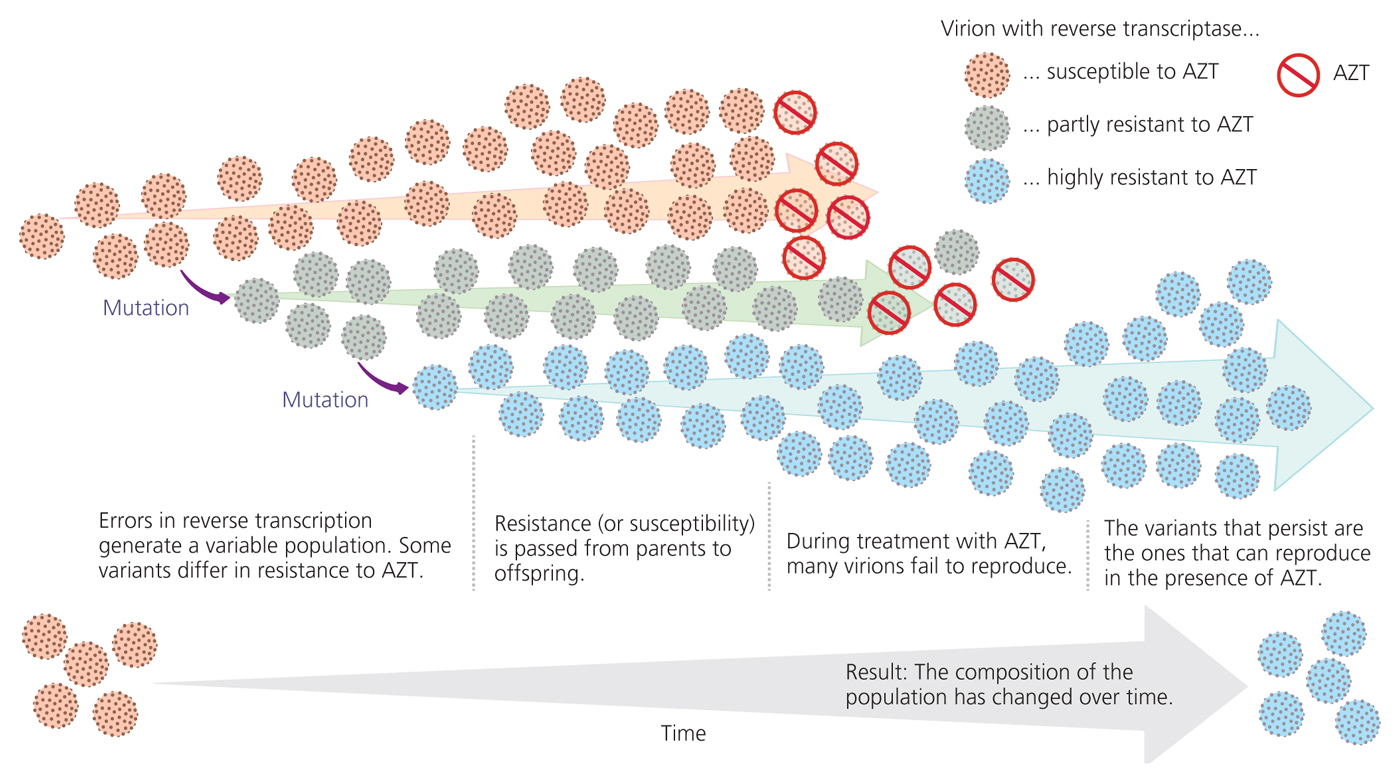 Virion with reverse transcriptase...
... susceptible to AZT
AZT
... partly resistant to AZT
... highly resistant to AZT
Mutation
Mutation
Errors in reverse transcription
generate a variable population. Some
variants differ in resistance to AZT.
Resistance (or susceptibility)
is passed from parents to
offspring.
During treatment with AZT,
many virions fail to reproduce.
The variants that persist are
the ones that can reproduce
in the presence of AZT.
Result: The composition of the
population has changed over time.
Time